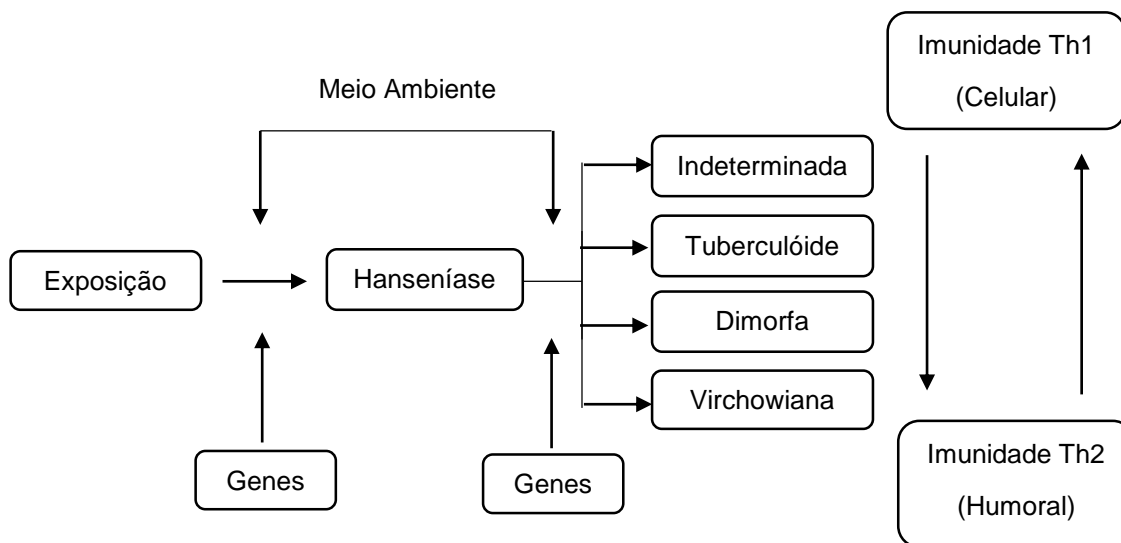 Meio Ambiente
Exposição
Hanseníase
Genes
Genes
Indeterminada
Tuberculóide
Dimorfa
Virchowiana
Imunidade Th1
(Celular)
Imunidade Th2
(Humoral)